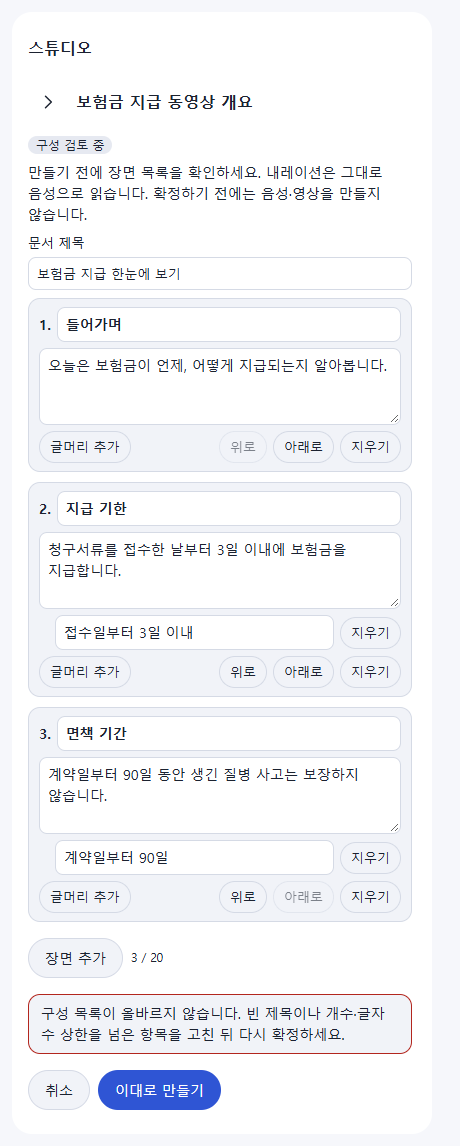 스튜디오
보험금 지급 동영상 개요
구성 검토 중
만들기 전에 장면 목록을 확인하세요. 내레이션은 그대로
음성으로 읽습니다. 확정하기 전에는 음성·영상을 만들지
않습니다.
문서 제목
보험금 지급 한눈에 보기
1. 들어가며
오늘은 보험금이 언제, 어떻게 지급되는지 알아봅니다.
글머리 추가 위로 아래로 지우기
2. 지급 기한
청구서류를 접수한 날부터 3일 이내에 보험금을
지급합니다.
접수일부터 3일 이내 지우기
글머리 추가 위로 아래로 지우기
3. 면책 기간
계약일부터 90일 동안 생긴 질병 사고는 보장하지
않습니다.
계약일부터 90일 지우기
글머리 추가 위로 아래로 지우기
장면 추가 3 / 20
구성 목록이 올바르지 않습니다. 빈 제목이나 개수·글자
수 상한을 넘은 항목을 고친 뒤 다시 확정하세요.
취소 이대로 만들기